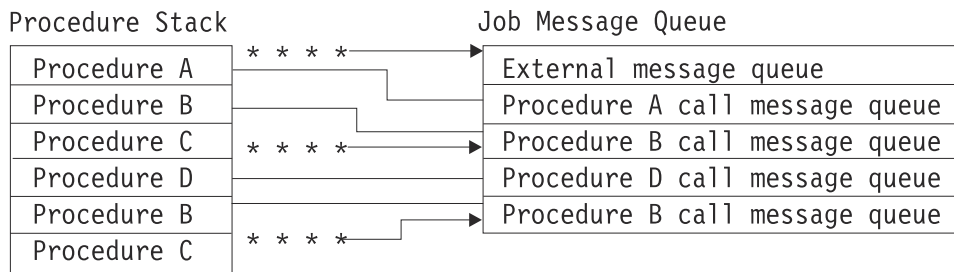 Procedure Stack
Job Message Queue
* * * *
Procedure A
External message queue
Procedure B
Procedure A call message queue
Procedure C
* * * *
Procedure B call message queue
Procedure D
Procedure D call message queue
Procedure B
Procedure B call message queue
* * * *
Procedure C